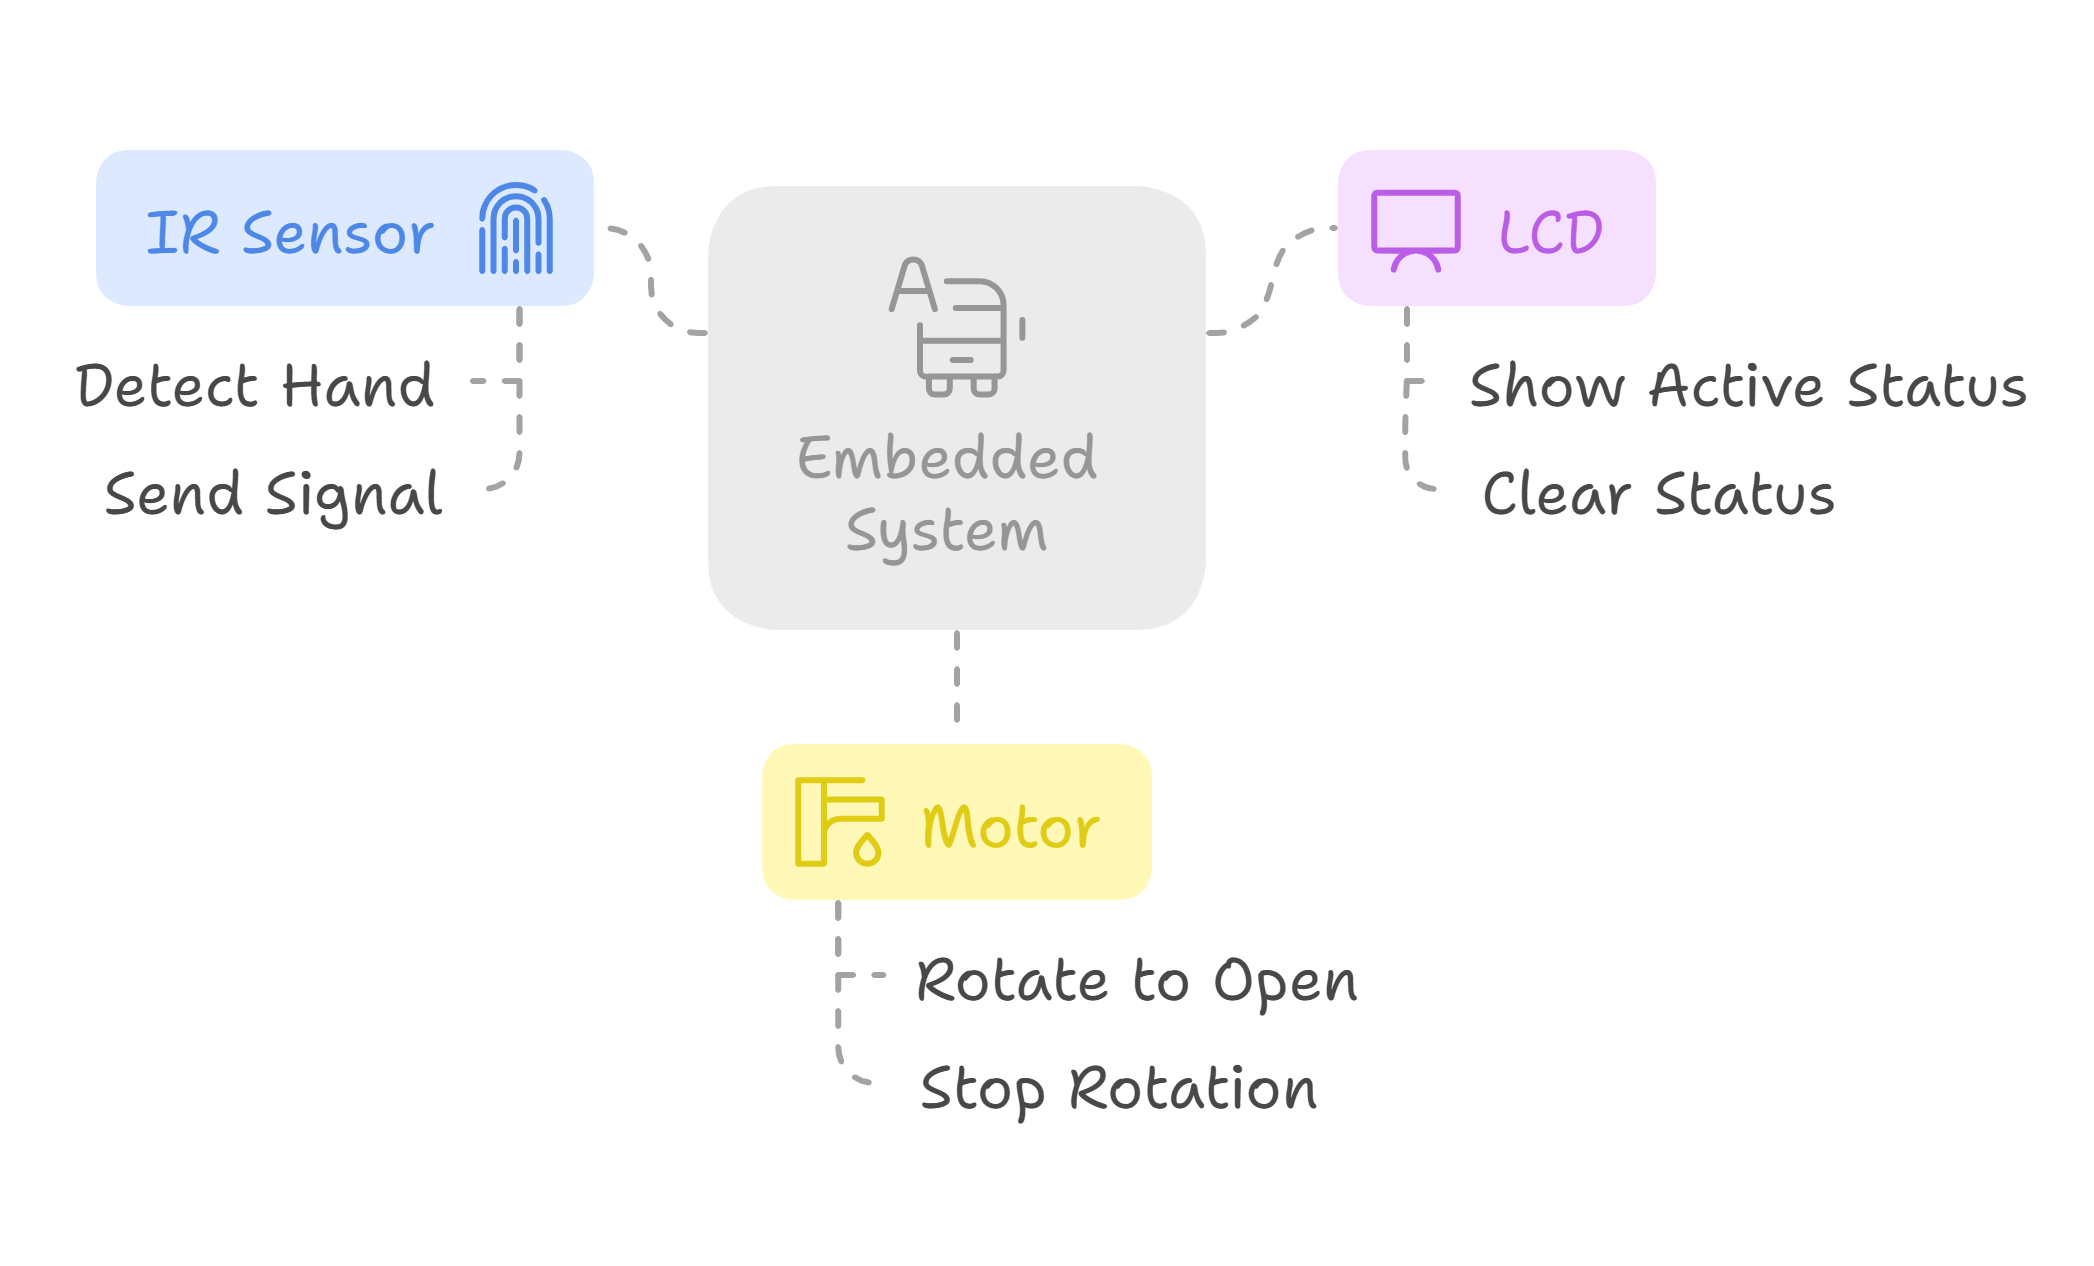 IR Sensor
Detect Hand
Send Signal
A
Embedded
System
LCD
Show Active Status
Clear Status
Motor
Rotate to Open
Stop Rotation